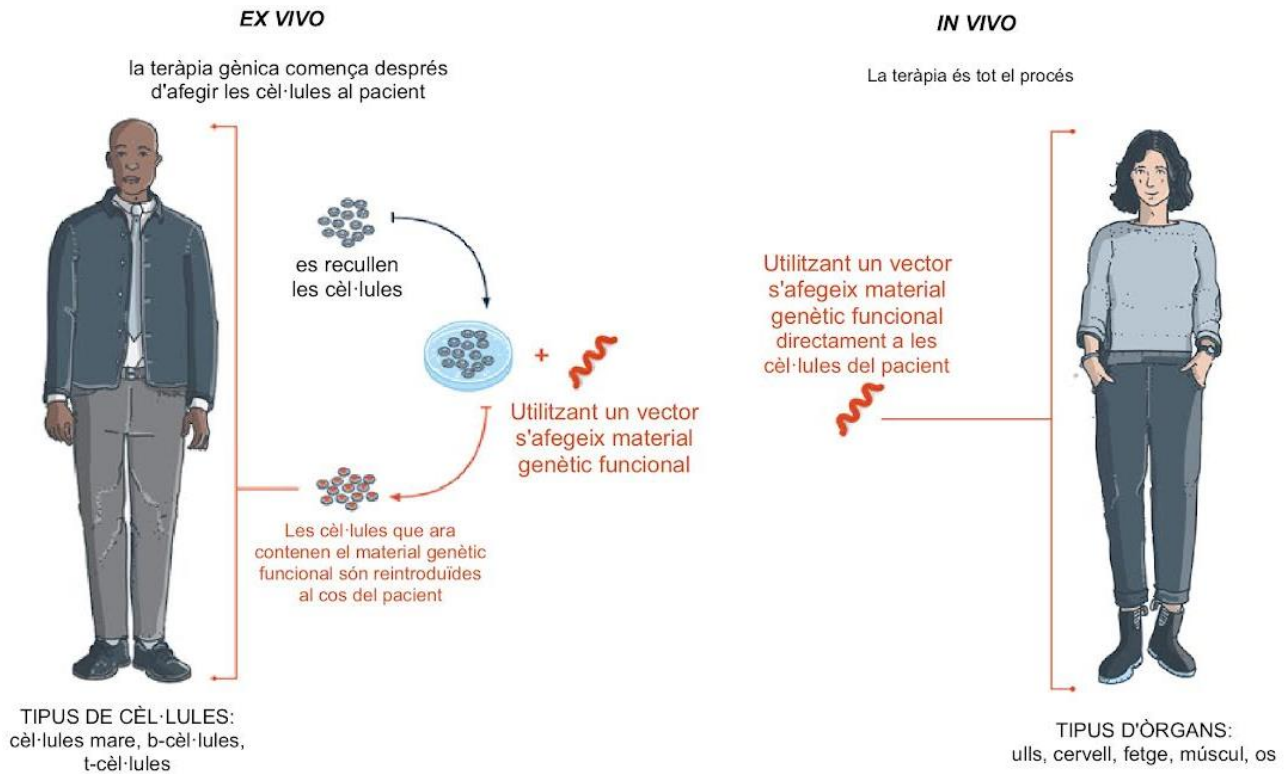 EX VIVO
la teràpia gènica comença després
d'afegir les cèl·lules al pacient
es recullen
les cèl·lules
+
Utilitzant un vector
s'afegeix material
genètic funcional
Les cèl·lules que ara
contenen el material genètic
funcional són reintroduïdes
al cos del pacient
TIPUS DE CÈL·LULES:
cèl·lules mare, b-cèl·lules,
t-cèl·lules
IN VIVO
La teràpia és tot el procés
Utilitzant un vector
s'afegeix material
genètic funcional
directament a les
cèl·lules del pacient
TIPUS D'ÒRGANS:
ulls, cervell, fetge, múscul, os